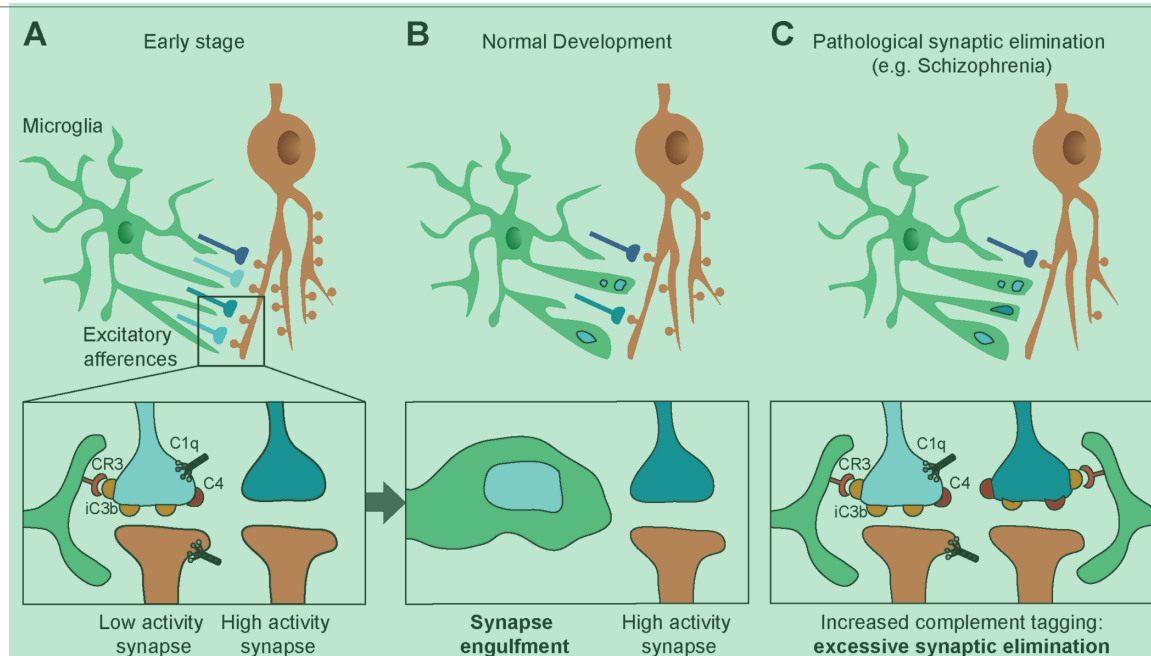 A
Early stage
B
Normal Development
C
Pathological synaptic elimination
(e.g. Schizophrenia)
Microglia
Excitatory
afferences
C1q
CR3
C4
iC3b
C1q
CR3
C4
iC3b
Low activity
synapse
High activity
synapse
Synapse
engulfment
High activity
synapse
Increased complement tagging:
excessive synaptic elimination